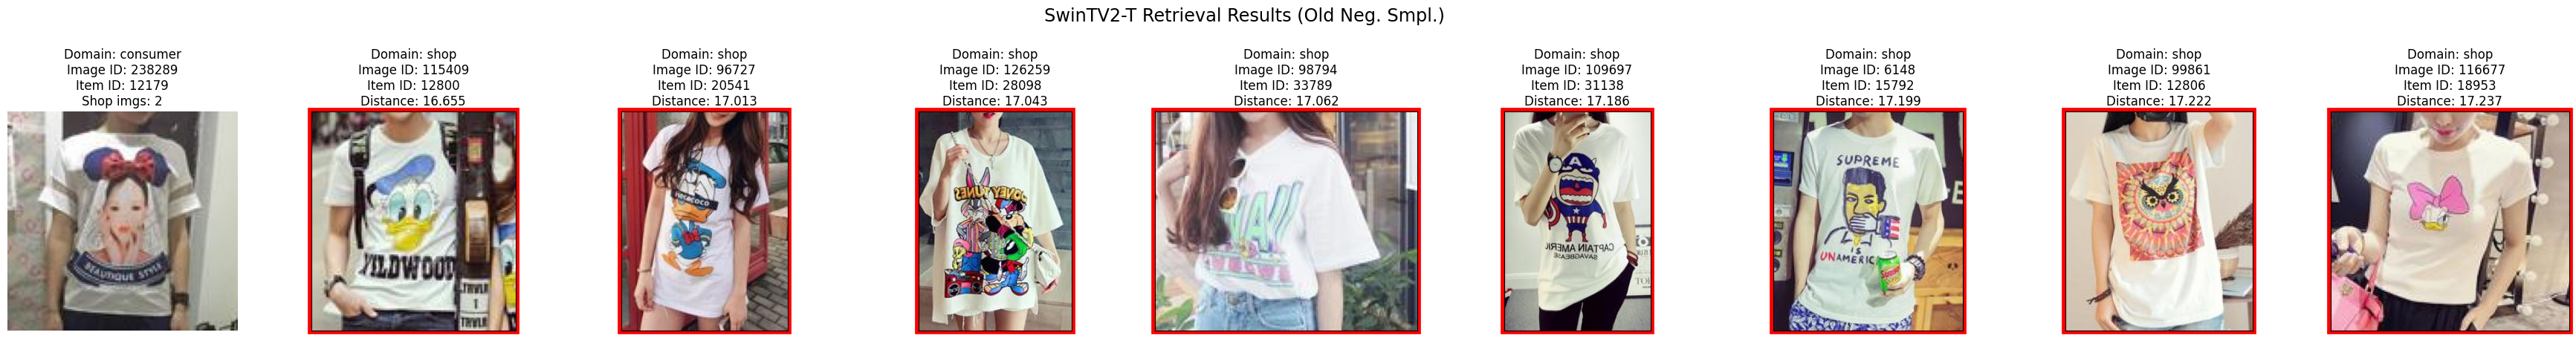 SwinTV2-T Retrieval Results (Old Neg. Smpl.)
Domain: consumer
Image ID: 238289
Item ID: 12179
Shop imgs: 2
Domain: shop
Image ID: 115409
Item ID: 12800
Distance: 16.655
Domain: shop
Image ID: 96727
Item ID: 20541
Distance: 17.013
Domain: shop
Image ID: 126259
Item ID: 28098
Distance: 17.043
Domain: shop
Image ID: 98794
Item ID: 33789
Distance: 17.062
Domain: shop
Image ID: 109697
Item ID: 31138
Distance: 17.186
Domain: shop
Image ID: 6148
Item ID: 15792
Distance: 17.199
Domain: shop
Image ID: 99861
Item ID: 12806
Distance: 17.222
Domain: shop
Image ID: 116677
Item ID: 18953
Distance: 17.237
BEAUTIQUE STYLE
WILDWOOD
LOONEY TUNES
A
CAPTAIN AMERIC
SAVAGBEASE
SUPREME
IS
UNAMERIC